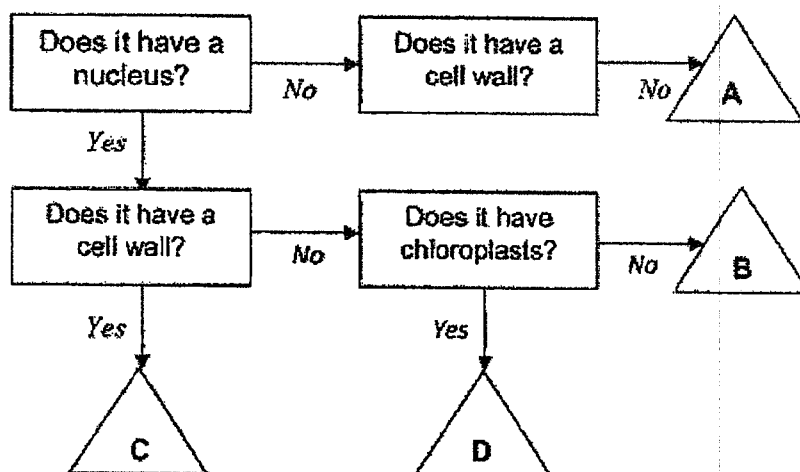 Does it have a
nucleus?
No
Does it have a
cell wall?
No
A
Yes
Does it have a
cell wall?
No
Does it have
chloroplasts?
No
B
Yes
Yes
C
D